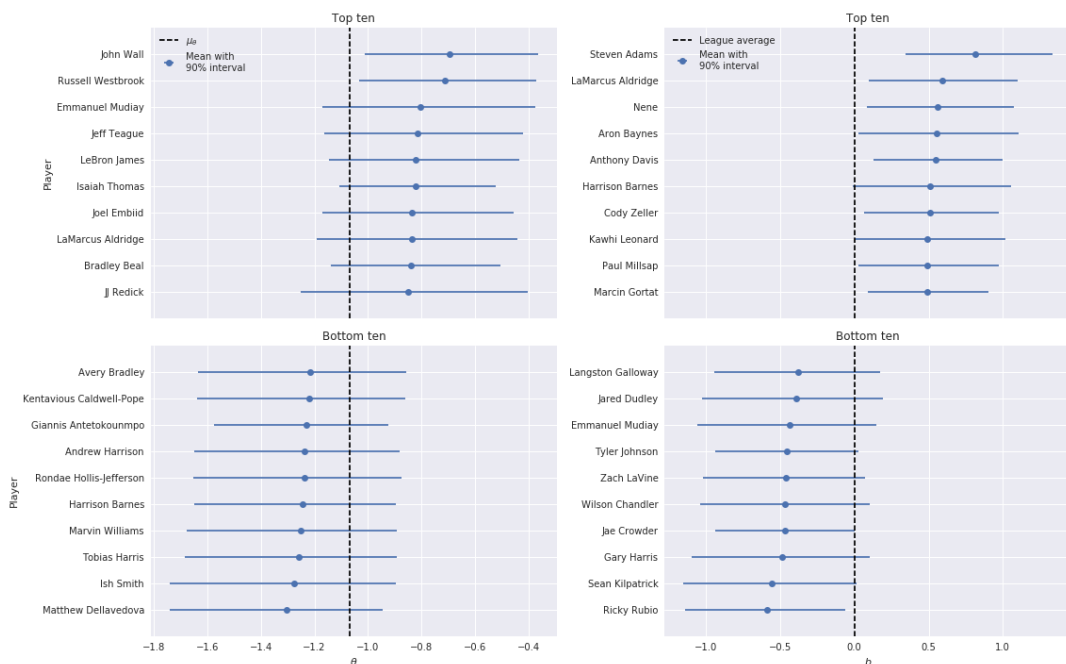 Top ten
μθ
Mean with
90% interval
Player
John Wall
Russell Westbrook
Emmanuel Mudiay
Jeff Teague
LeBron James
Isaiah Thomas
Joel Embiid
LaMarcus Aldridge
Bradley Beal
JJ Redick
Top ten
League average
Mean with
90% interval
Steven Adams
LaMarcus Aldridge
Nene
Aron Baynes
Anthony Davis
Harrison Barnes
Cody Zeller
Kawhi Leonard
Paul Millsap
Marcin Gortat
Bottom ten
Player
Avery Bradley
Kentavious Caldwell-Pope
Giannis Antetokounmpo
Andrew Harrison
Rondae Hollis-Jefferson
Harrison Barnes
Marvin Williams
Tobias Harris
Ish Smith
Matthew Dellavedova
−1.8 −1.6 −1.4 −1.2 −1.0 −0.8 −0.6 −0.4
θ
Bottom ten
Langston Galloway
Jared Dudley
Emmanuel Mudiay
Tyler Johnson
Zach LaVine
Wilson Chandler
Jae Crowder
Gary Harris
Sean Kilpatrick
Ricky Rubio
−1.0 −0.5 0.0 0.5 1.0
b